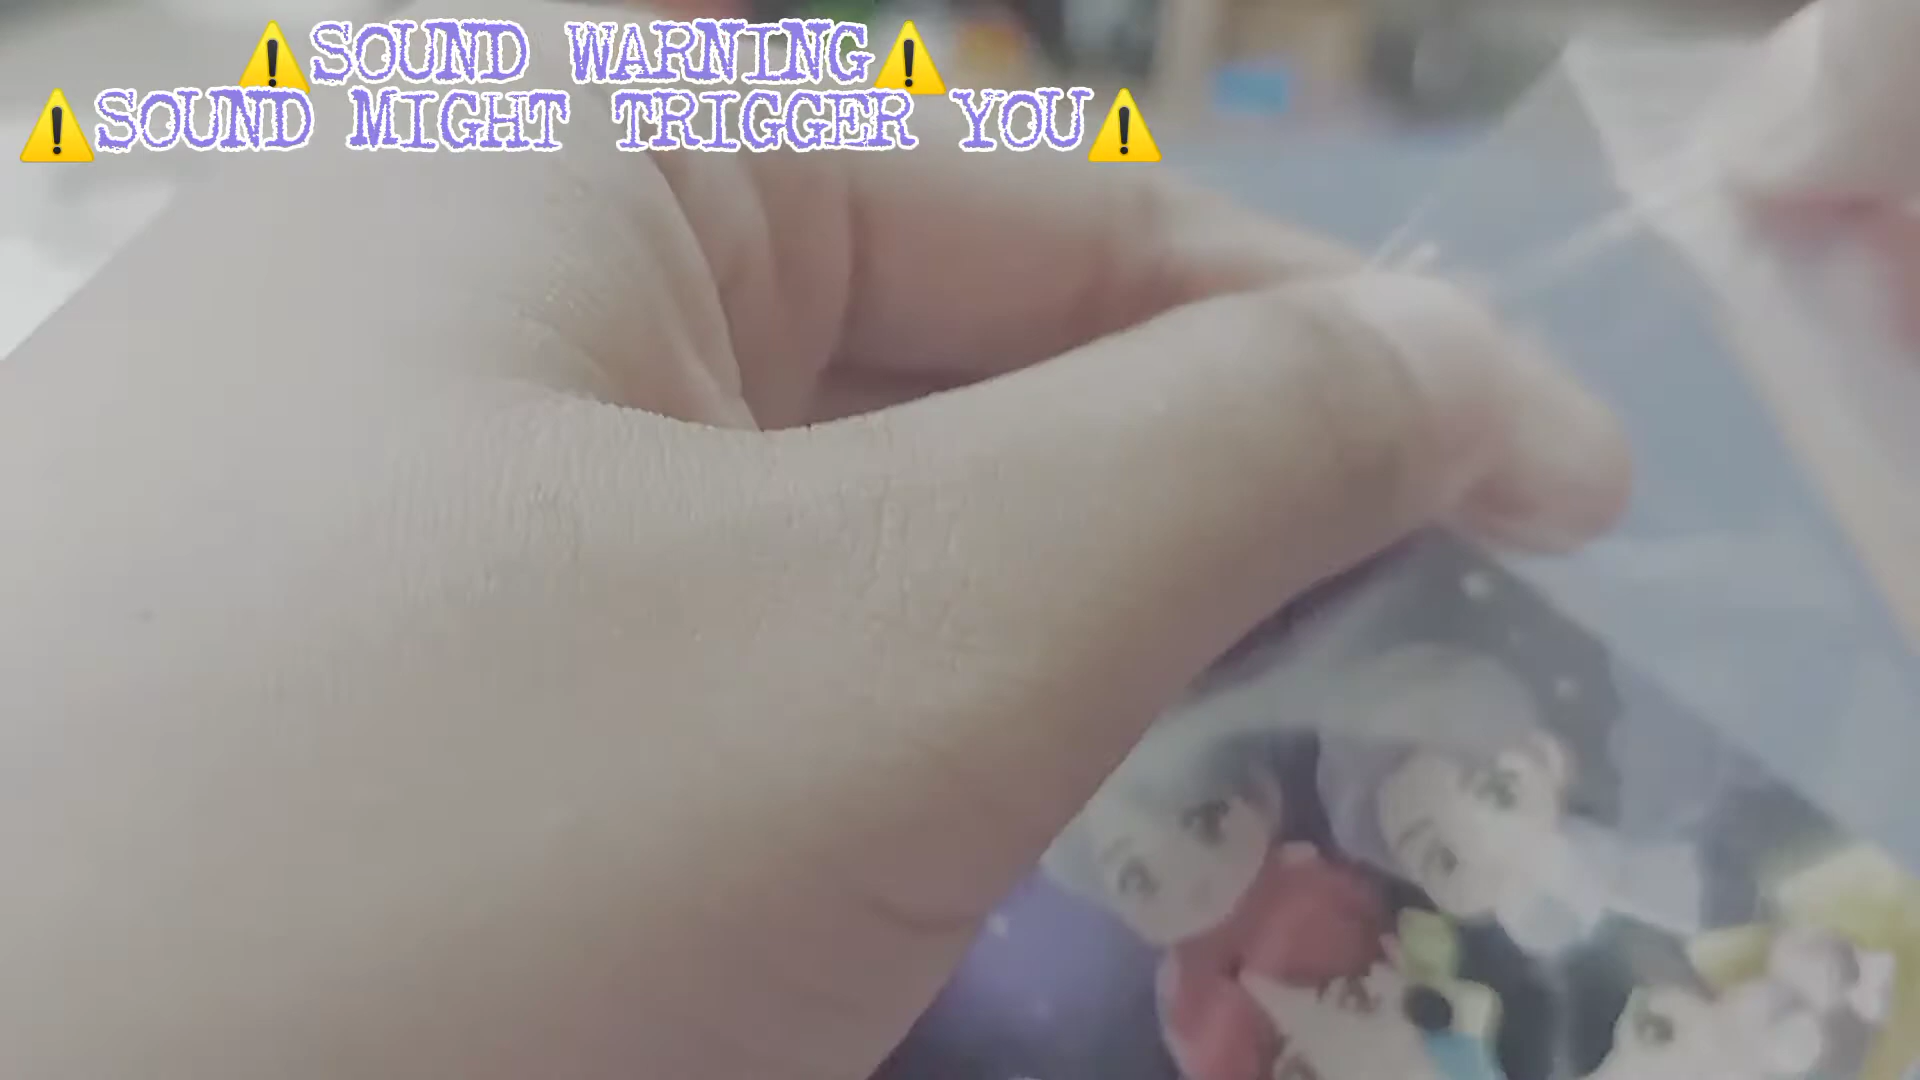 ⚠️SOUND WARNING⚠️
⚠️SOUND MIGHT TRIGGER YOU⚠️